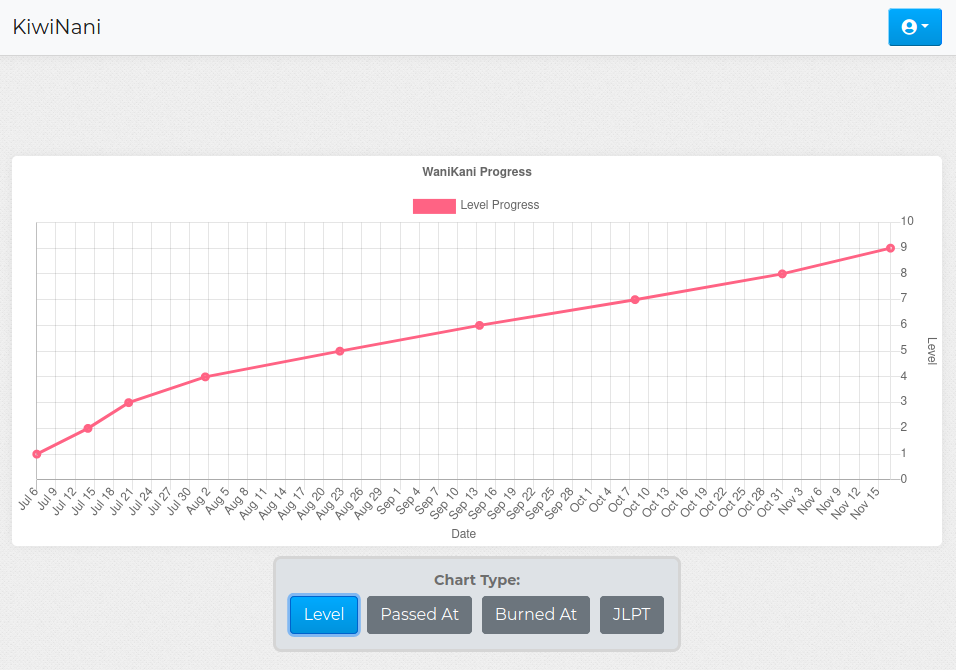 KiwiNani
WaniKani Progress
Level Progress
10
9
8
7
6
5
4
3
2
1
0
Level
Jul 6 Jul 9 Jul 12 Jul 15 Jul 18 Jul 21 Jul 24 Jul 27 Jul 30 Aug 2 Aug 5 Aug 8 Aug 11 Aug 14 Aug 17 Aug 20 Aug 23 Aug 26 Aug 29 Sep 1 Sep 4 Sep 7 Sep 10 Sep 13 Sep 16 Sep 19 Sep 22 Sep 25 Sep 28 Oct 1 Oct 4 Oct 7 Oct 10 Oct 13 Oct 16 Oct 19 Oct 22 Oct 25 Oct 28 Oct 31 Nov 3 Nov 6 Nov 9 Nov 12 Nov 15
Date
Chart Type:
Level Passed At Burned At JLPT